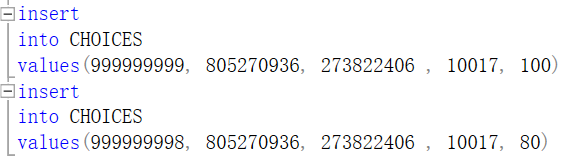 insert
into CHOICES
values(999999999, 805270936, 273822406 , 10017, 100)
insert
into CHOICES
values(999999998, 805270936, 273822406 , 10017, 80)